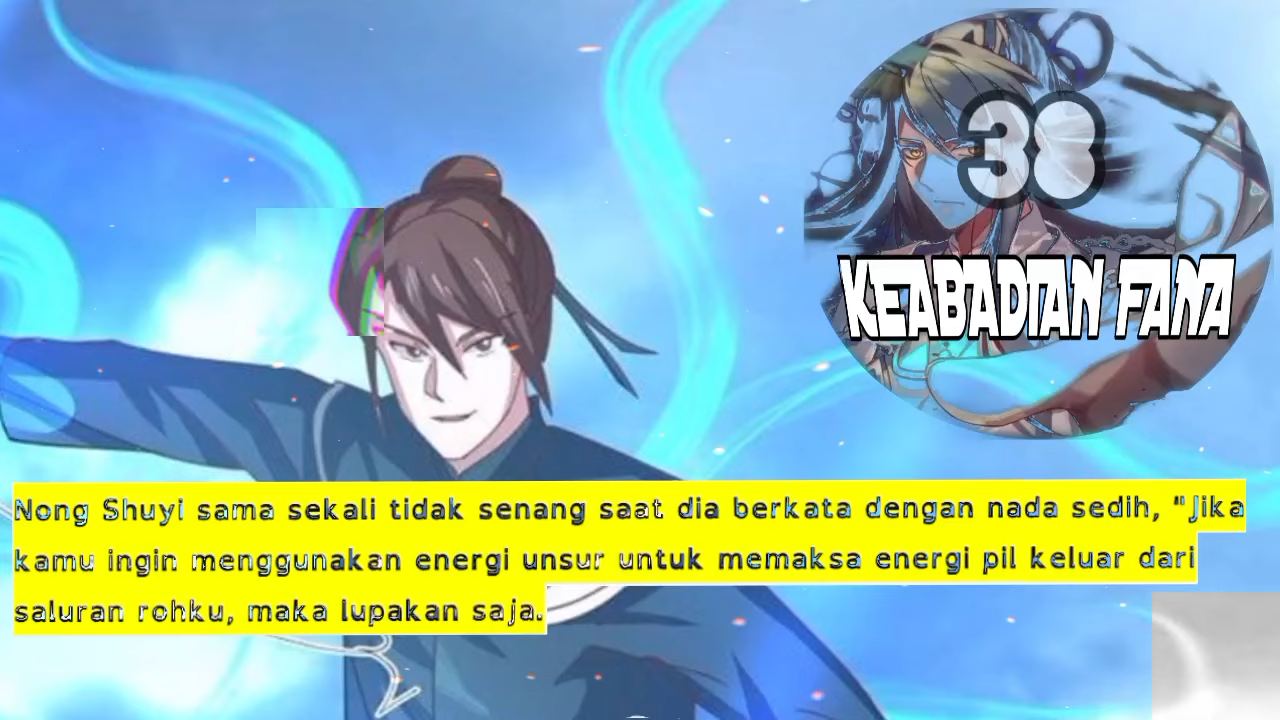 38
KEABADIAN FANA
Nong Shuyi sama sekali tidak senang saat dia berkata dengan nada sedih, "Jika
kamu ingin menggunakan energi unsur untuk memaksa energi pil keluar dari
saluran rohku, maka lupakan saja.